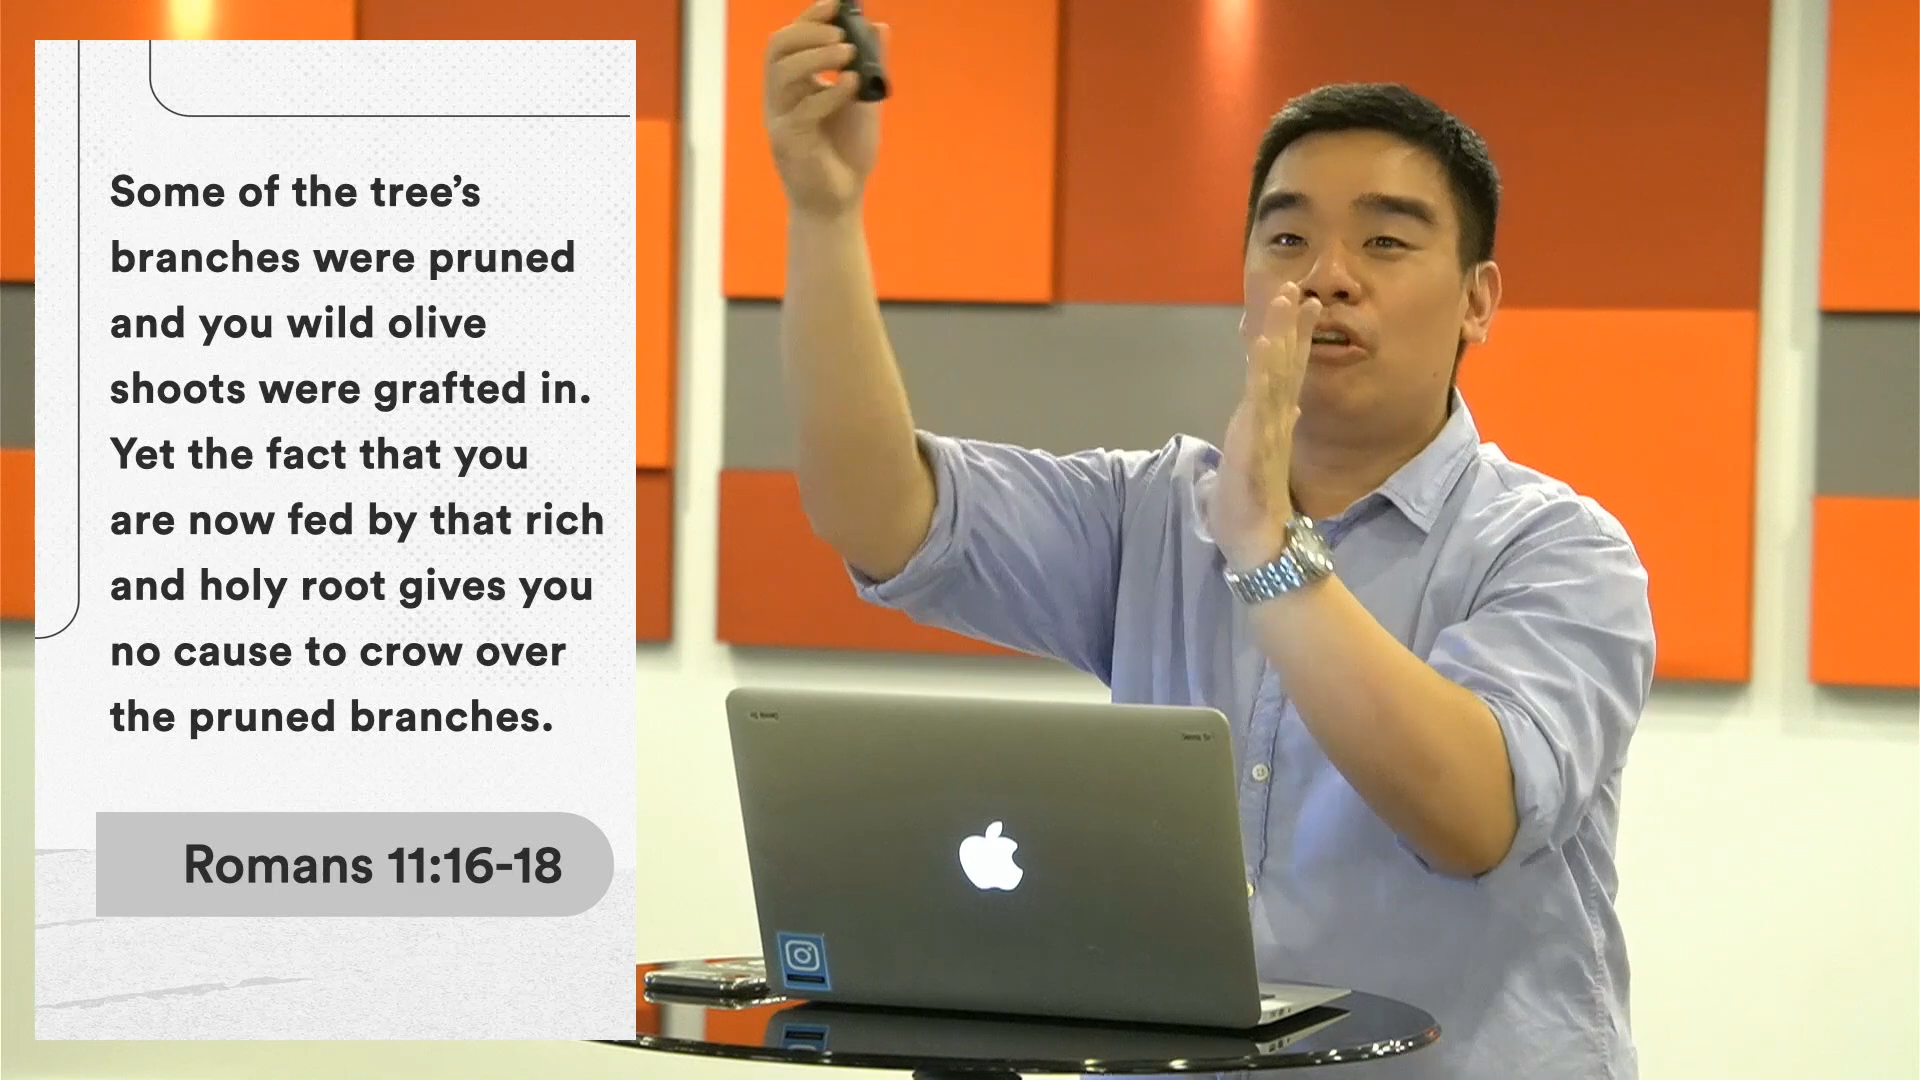 Some of the tree’s
branches were pruned
and you wild olive
shoots were grafted in.
Yet the fact that you
are now fed by that rich
and holy root gives you
no cause to crow over
the pruned branches.
Romans 11:16-18